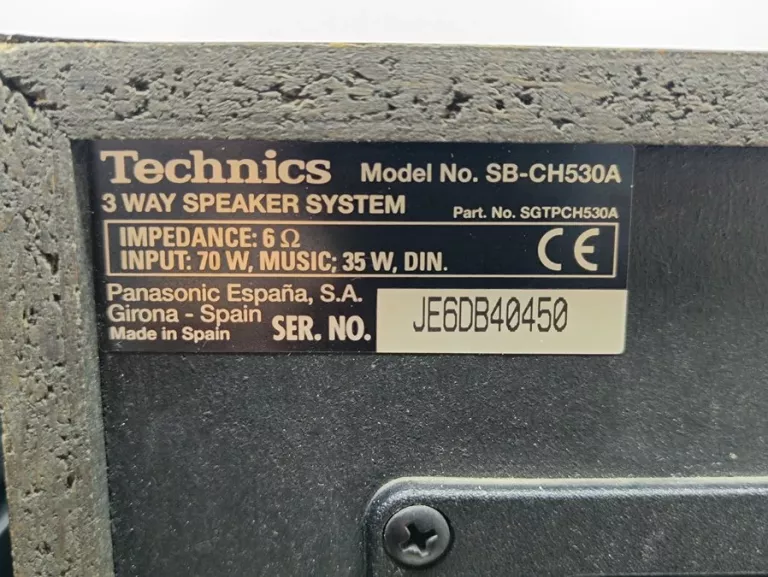 Technics Model No. SB-CH530A
3 WAY SPEAKER SYSTEM Part. No. SGTPCH530A
IMPEDANCE: 6 Ω
INPUT: 70 W, MUSIC; 35 W, DIN.
CE
Panasonic España, S.A.
Girona - Spain
Made in Spain SER. NO. JE6DB40450